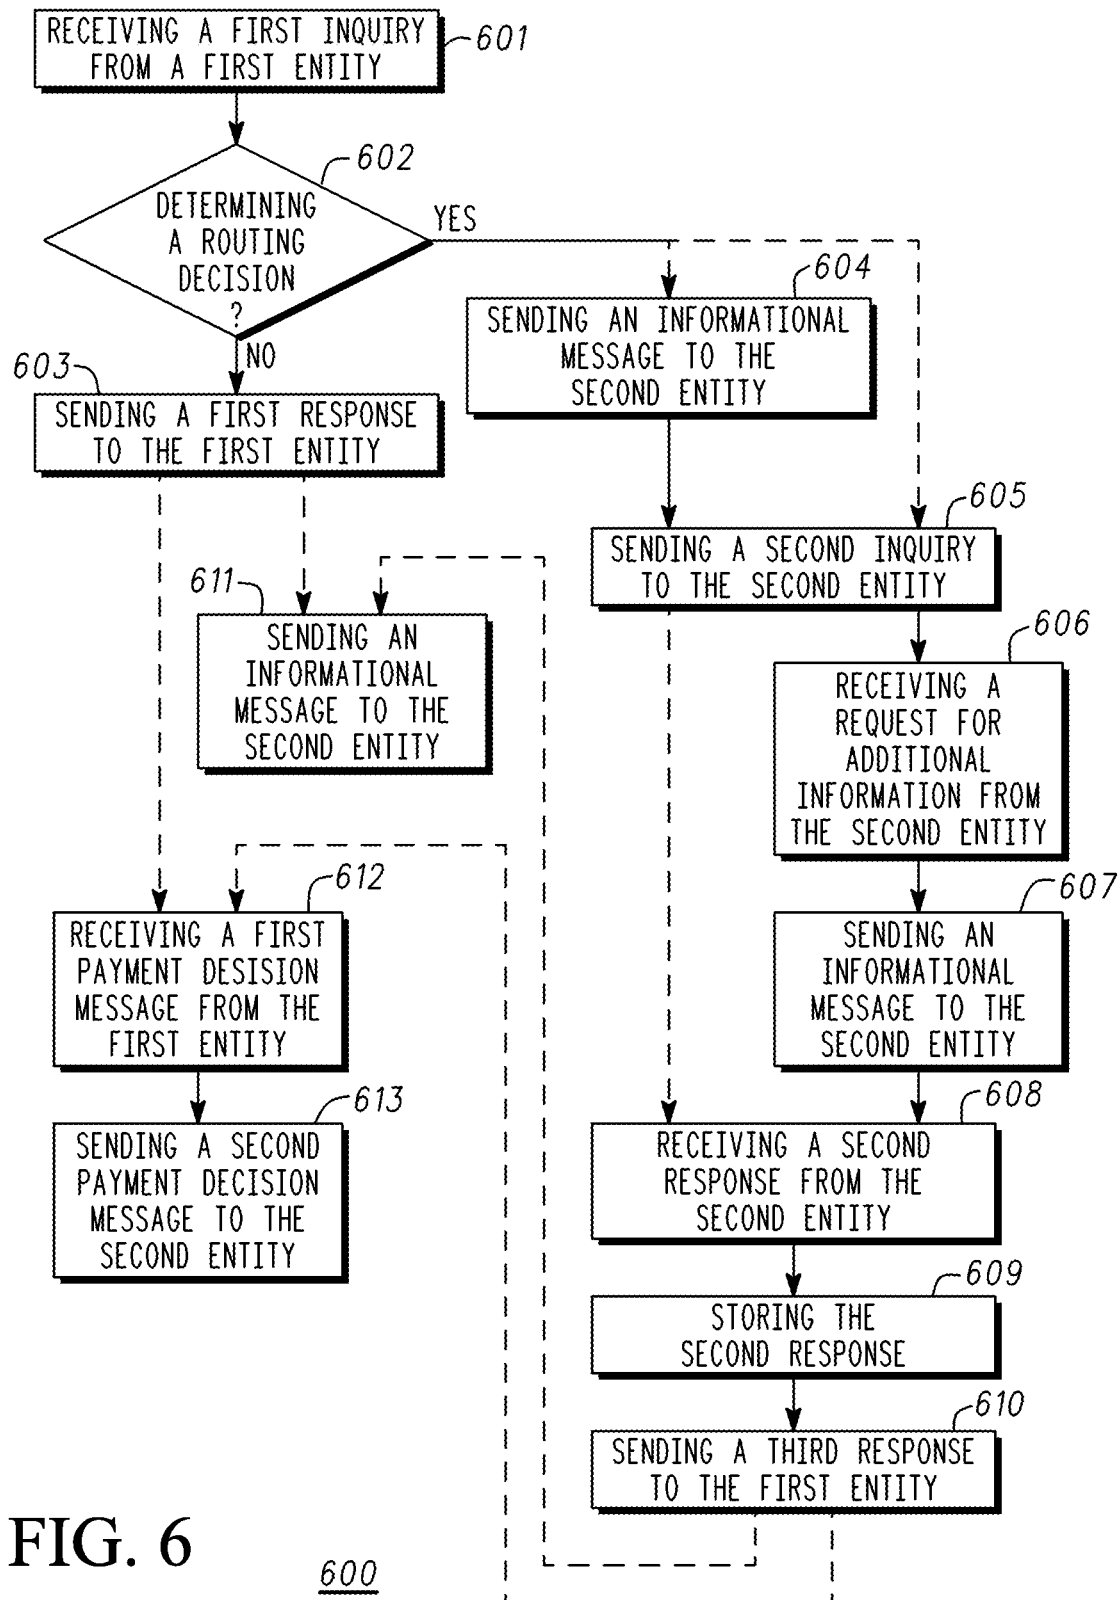 RECEIVING A FIRST INQUIRY
FROM A FIRST ENTITY
601
602
DETERMINING
A ROUTING
DECISION
?
YES
NO
603
SENDING A FIRST RESPONSE
TO THE FIRST ENTITY
604
SENDING AN INFORMATIONAL
MESSAGE TO THE
SECOND ENTITY
605
SENDING A SECOND INQUIRY
TO THE SECOND ENTITY
611
SENDING AN
INFORMATIONAL
MESSAGE TO THE
SECOND ENTITY
606
RECEIVING A
REQUEST FOR
ADDITIONAL
INFORMATION FROM
THE SECOND ENTITY
612
RECEIVING A FIRST
PAYMENT DESISION
MESSAGE FROM THE
FIRST ENTITY
607
SENDING AN
INFORMATIONAL
MESSAGE TO THE
SECOND ENTITY
613
SENDING A SECOND
PAYMENT DECISION
MESSAGE TO THE
SECOND ENTITY
608
RECEIVING A SECOND
RESPONSE FROM THE
SECOND ENTITY
609
STORING THE
SECOND RESPONSE
610
SENDING A THIRD RESPONSE
TO THE FIRST ENTITY
FIG. 6
600